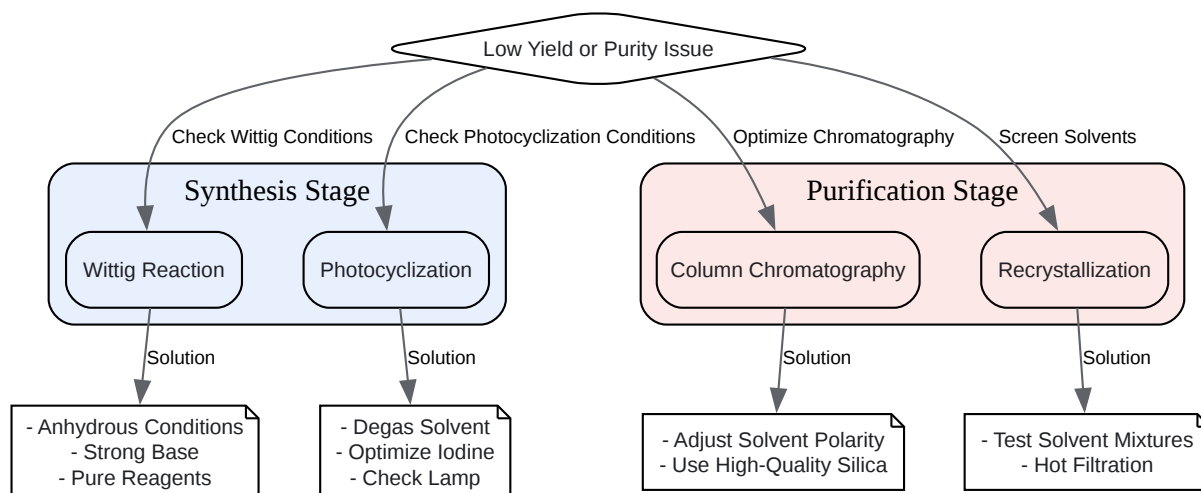 Low Yield or Purity Issue
Check Wittig Conditions
Check Photocyclization Conditions
Optimize Chromatography
Screen Solvents
Synthesis Stage
Purification Stage
Wittig Reaction
Photocyclization
Column Chromatography
Recrystallization
Solution
Solution
Solution
Solution
- Anhydrous Conditions
- Strong Base
- Pure Reagents
- Degas Solvent
- Optimize Iodine
- Check Lamp
- Adjust Solvent Polarity
- Use High-Quality Silica
- Test Solvent Mixtures
- Hot Filtration